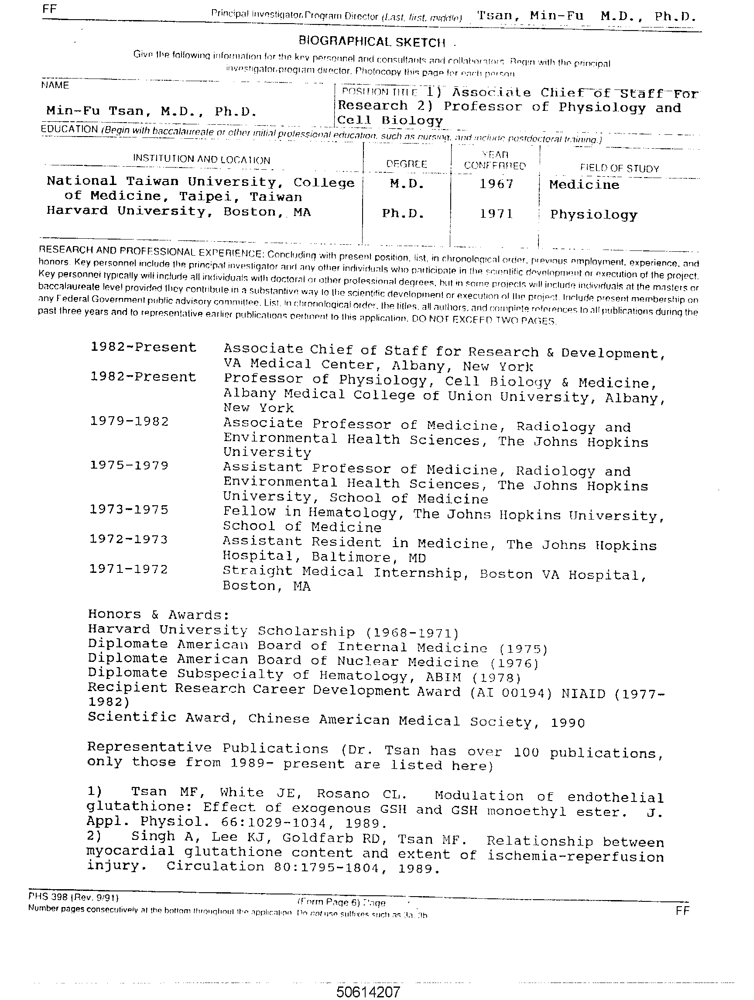 FF
Principal Investigator/Program Director (Last, first, middle) Tsan, Min-Fu M.D., Ph.D.
BIOGRAPHICAL SKETCH
Give the following information for the key personnel and consultants and collaborators. Begin with the principal
investigator/program director. Photocopy this page for each person.
NAME
POSITION TITLE 1) Associate Chief of Staff For
Research 2) Professor of Physiology and
Cell Biology
Min-Fu Tsan, M.D., Ph.D.
EDUCATION (Begin with baccalaureate or other initial professional education, such as nursing, and include postdoctoral training.)
INSTITUTION AND LOCATION DEGREE YEAR CONFERRED FIELD OF STUDY
National Taiwan University, College M.D. 1967 Medicine
of Medicine, Taipei, Taiwan
Harvard University, Boston, MA Ph.D. 1971 Physiology
RESEARCH AND PROFESSIONAL EXPERIENCE: Concluding with present position, list, in chronological order, previous employment, experience, and
honors. Key personnel include the principal investigator and any other individuals who participate in the scientific development or execution of the project.
Key personnel typically will include all individuals with doctoral or other professional degrees, but in some projects will include individuals at the masters or
baccalaureate level provided they contribute in a substantive way to the scientific development or execution of the project. Include present membership on
any Federal Government public advisory committee. List, in chronological order, the titles, all authors, and complete references to all publications during the
past three years and to representative earlier publications pertinent to this application. DO NOT EXCEED TWO PAGES.
1982-Present Associate Chief of Staff for Research & Development,
VA Medical Center, Albany, New York
1982-Present Professor of Physiology, Cell Biology & Medicine,
Albany Medical College of Union University, Albany,
New York
1979-1982 Associate Professor of Medicine, Radiology and
Environmental Health Sciences, The Johns Hopkins
University
1975-1979 Assistant Professor of Medicine, Radiology and
Environmental Health Sciences, The Johns Hopkins
University, School of Medicine
1973-1975 Fellow in Hematology, The Johns Hopkins University,
School of Medicine
1972-1973 Assistant Resident in Medicine, The Johns Hopkins
Hospital, Baltimore, MD
1971-1972 Straight Medical Internship, Boston VA Hospital,
Boston, MA
Honors & Awards:
Harvard University Scholarship (1968-1971)
Diplomate American Board of Internal Medicine (1975)
Diplomate American Board of Nuclear Medicine (1976)
Diplomate Subspecialty of Hematology, ABIM (1978)
Recipient Research Career Development Award (AI 00194) NIAID (1977-
1982)
Scientific Award, Chinese American Medical Society, 1990
Representative Publications (Dr. Tsan has over 100 publications,
only those from 1989- present are listed here)
1) Tsan MF, White JE, Rosano CL. Modulation of endothelial
glutathione: Effect of exogenous GSH and GSH monoethyl ester. J.
Appl. Physiol. 66:1029-1034, 1989.
2) Singh A, Lee KJ, Goldfarb RD, Tsan MF. Relationship between
myocardial glutathione content and extent of ischemia-reperfusion
injury. Circulation 80:1795-1804, 1989.
PHS 398 (Rev. 9/91) (Form Page 6) Page FF
Number pages consecutively at the bottom throughout the application. Do not use suffixes such as 3a, 3b.
50614207